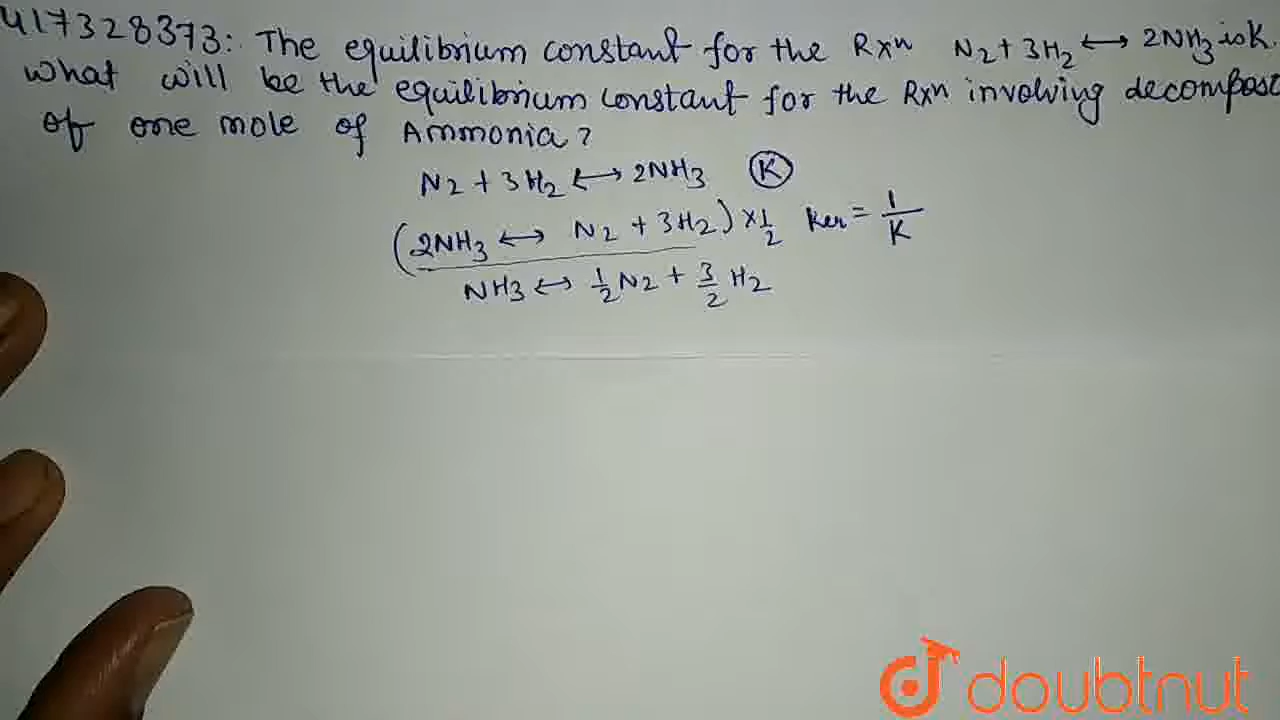 417328373: The equilibrium constant for the Rxⁿ N2 + 3H2 ⟷ 2NH3 is K.
What will be the equilibrium constant for the Rxⁿ involving decompost
of one mole of Ammonia?
N2 + 3H2 ⟷ 2NH3 K
(2NH3 ⟷ N2 + 3H2) × 1/2 = 1/K
NH3 ⟷ 1/2 N2 + 3/2 H2
doubtnut